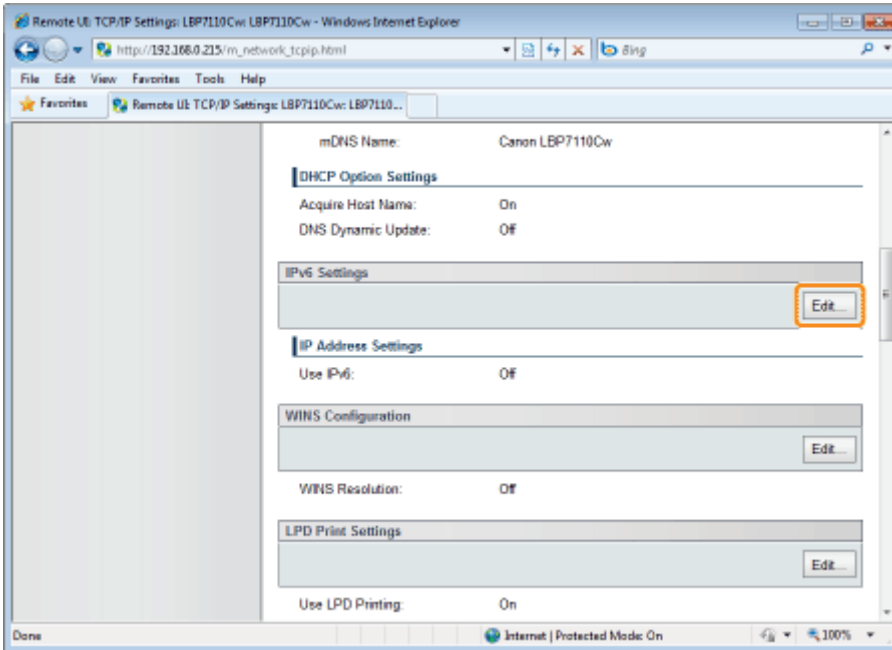 Remote UI: TCP/IP Settings: LBP7110Cw: LBP7110Cw - Windows Internet Explorer
http://192.168.0.215/m_network_tcpip.html
Bing
File Edit View Favorites Tools Help
Favorites
Remote UI: TCP/IP Settings: LBP7110Cw: LBP7110...
mDNS Name: Canon LBP7110Cw
DHCP Option Settings
Acquire Host Name: On
DNS Dynamic Update: Off
IPv6 Settings
Edit...
IP Address Settings
Use IPv6: Off
WINS Configuration
Edit...
WINS Resolution: Off
LPD Print Settings
Edit...
Use LPD Printing: On
Done Internet | Protected Mode: On 100%